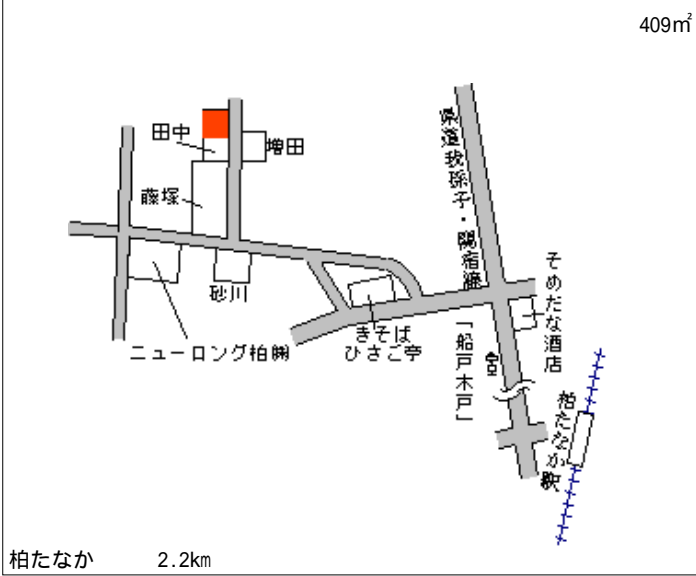 409㎡
田中
増田
藤塚
砂川
ニューロング柏㈱
きそば
ひさご亭
県道我孫子・関宿線
そめたな酒店
「船戸木戸」
柏たなか駅
柏たなか 2.2km